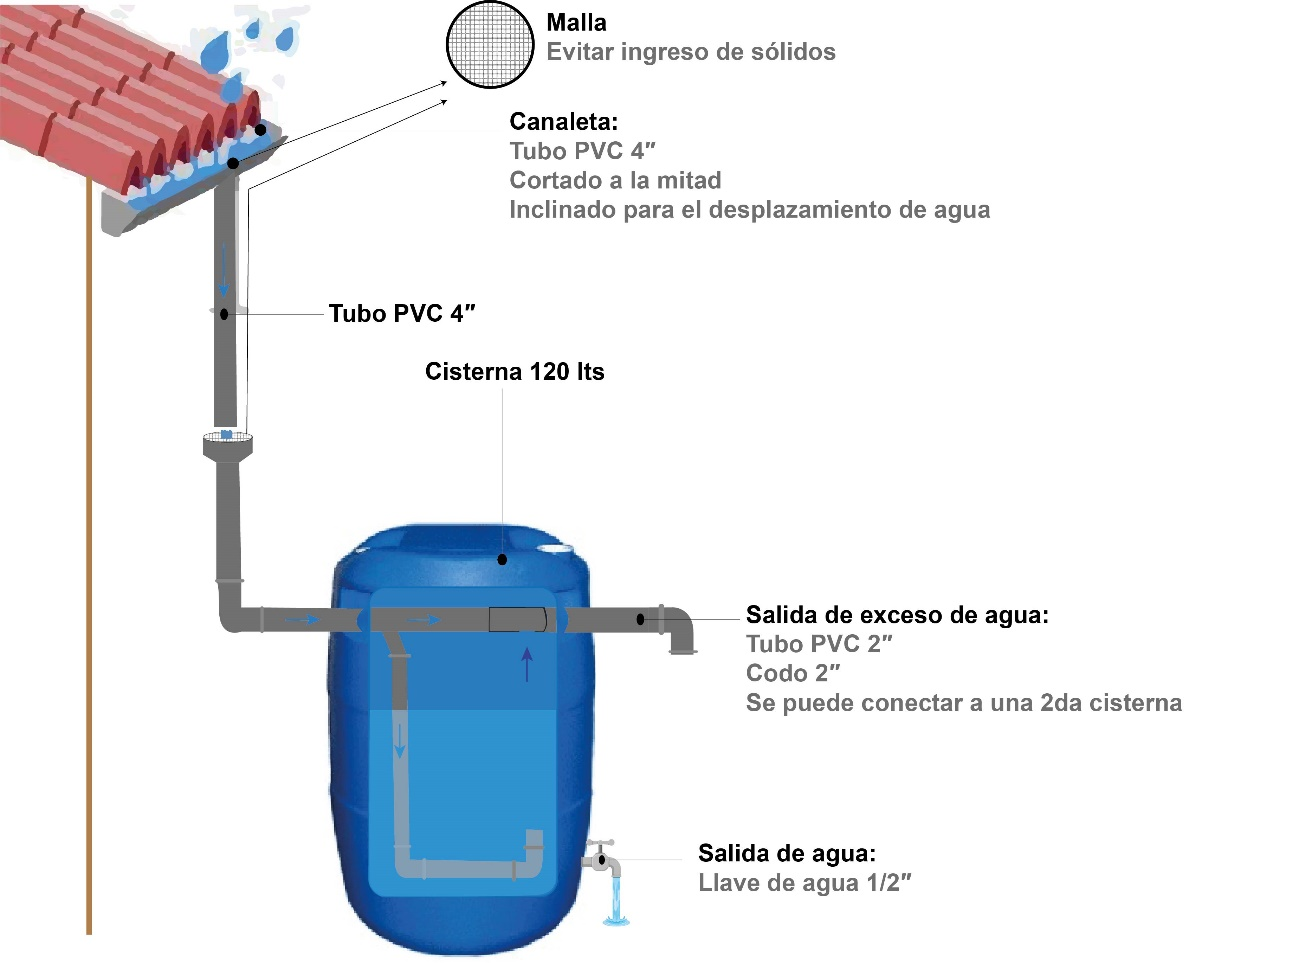 Malla
Evitar ingreso de sólidos
Canaleta:
Tubo PVC 4"
Cortado a la mitad
Inclinado para el desplazamiento de agua
Tubo PVC 4"
Cisterna 120 lts
Salida de exceso de agua:
Tubo PVC 2"
Codo 2"
Se puede conectar a una 2da cisterna
Salida de agua:
Llave de agua 1/2"